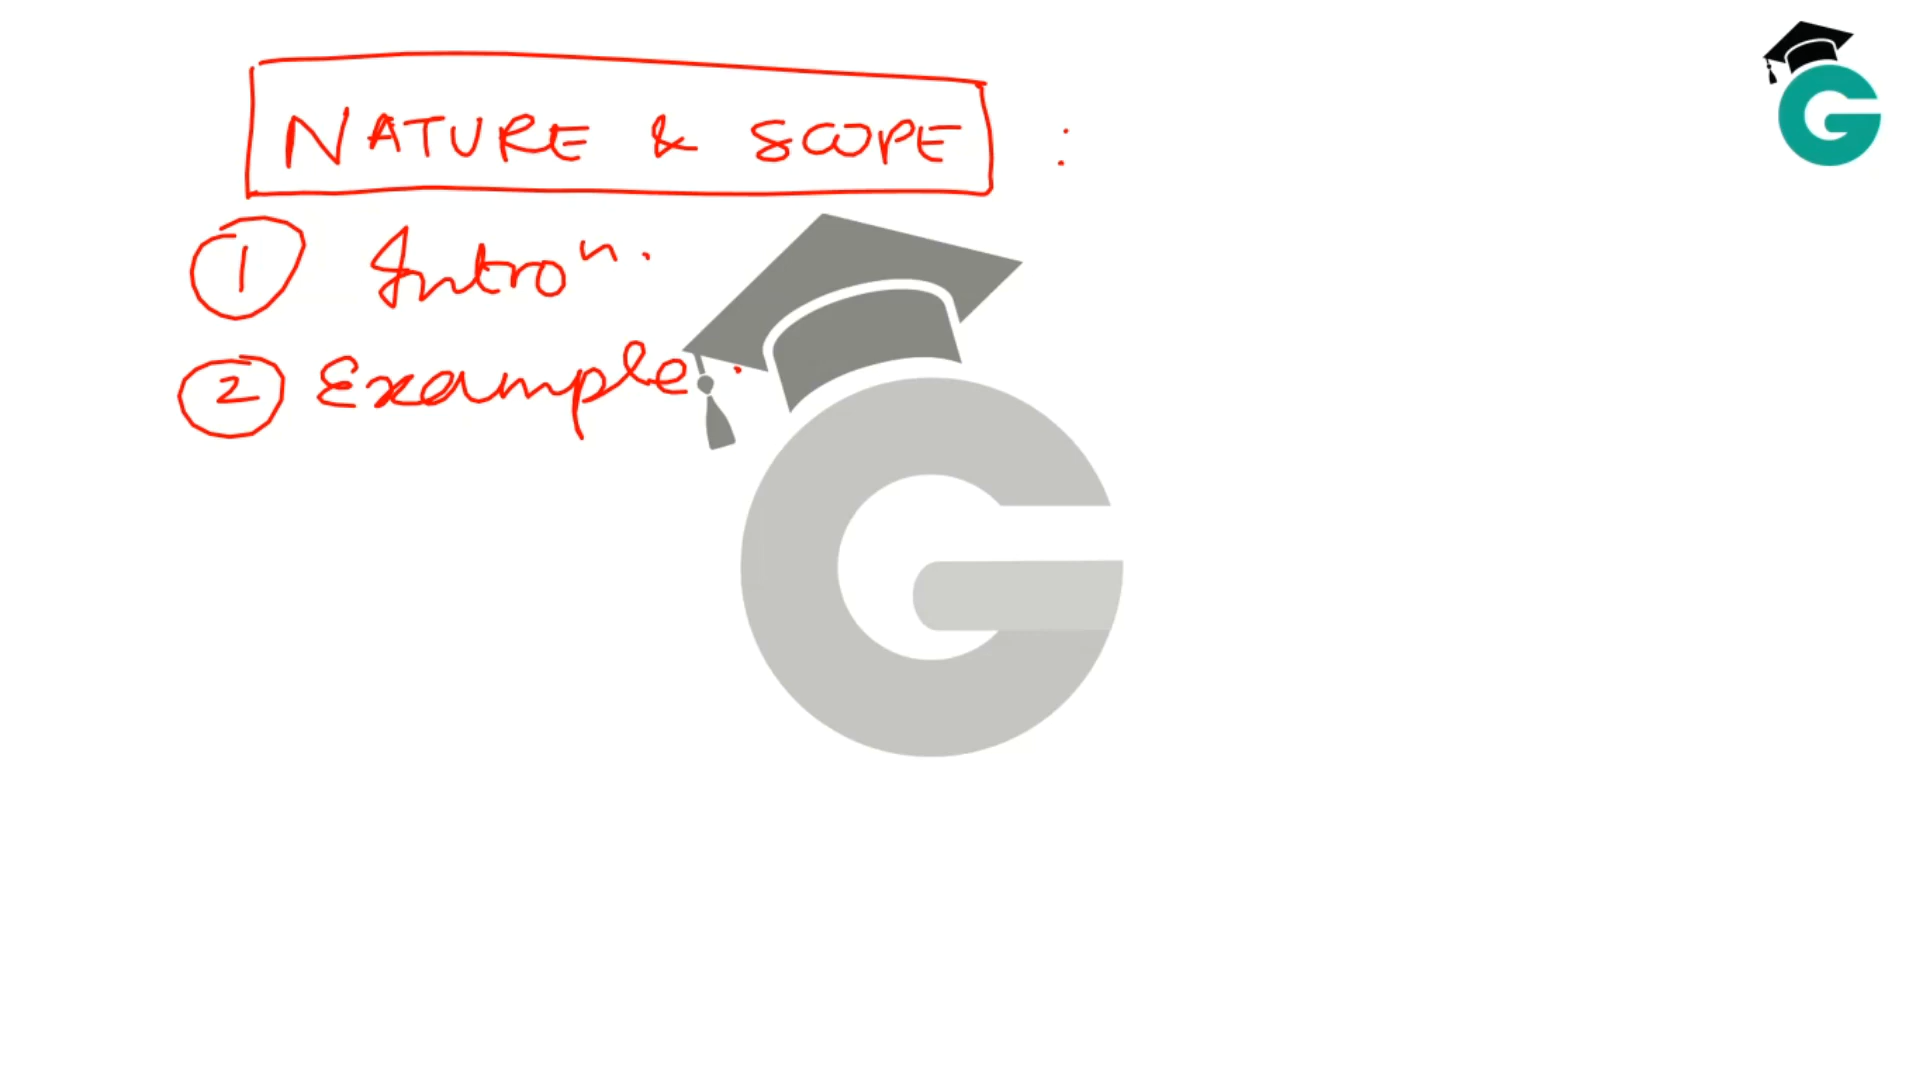 NATURE & SCOPE :
1 Introⁿ.
2 Example.